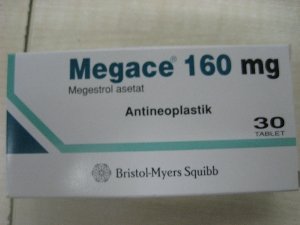 Megace® 160 mg
Megestrol asetat
Antineoplastik
30
TABLET
Bristol-Myers Squibb